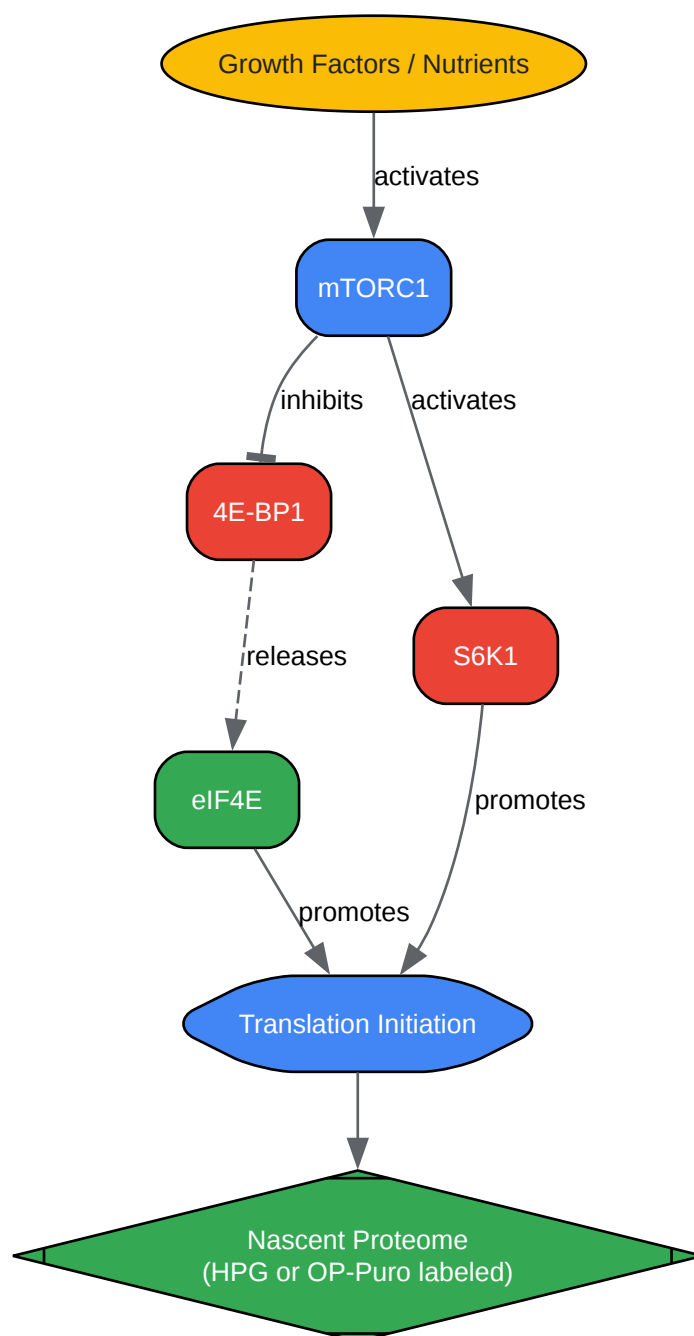 Growth Factors / Nutrients
activates
mTORC1
inhibits
activates
4E-BP1
releases
S6K1
eIF4E
promotes
promotes
Translation Initiation
Nascent Proteome
(HPG or OP-Puro labeled)